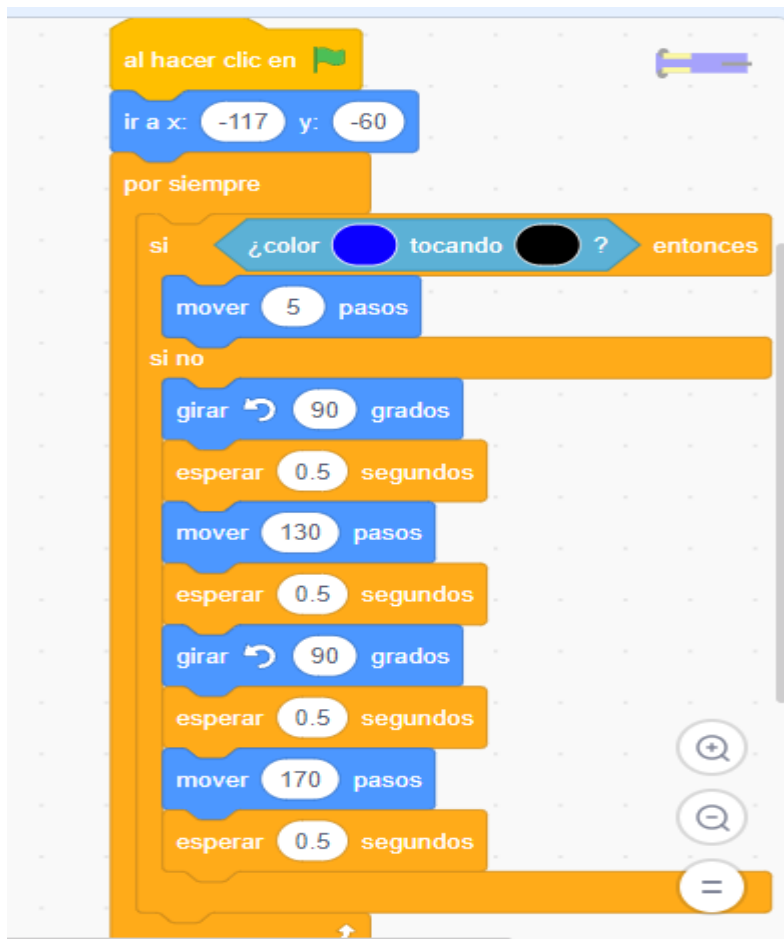 al hacer clic en
ir a x: -117 y: -60
por siempre
si ¿color tocando ? entonces
mover 5 pasos
si no
girar 90 grados
esperar 0.5 segundos
mover 130 pasos
esperar 0.5 segundos
girar 90 grados
esperar 0.5 segundos
mover 170 pasos
esperar 0.5 segundos